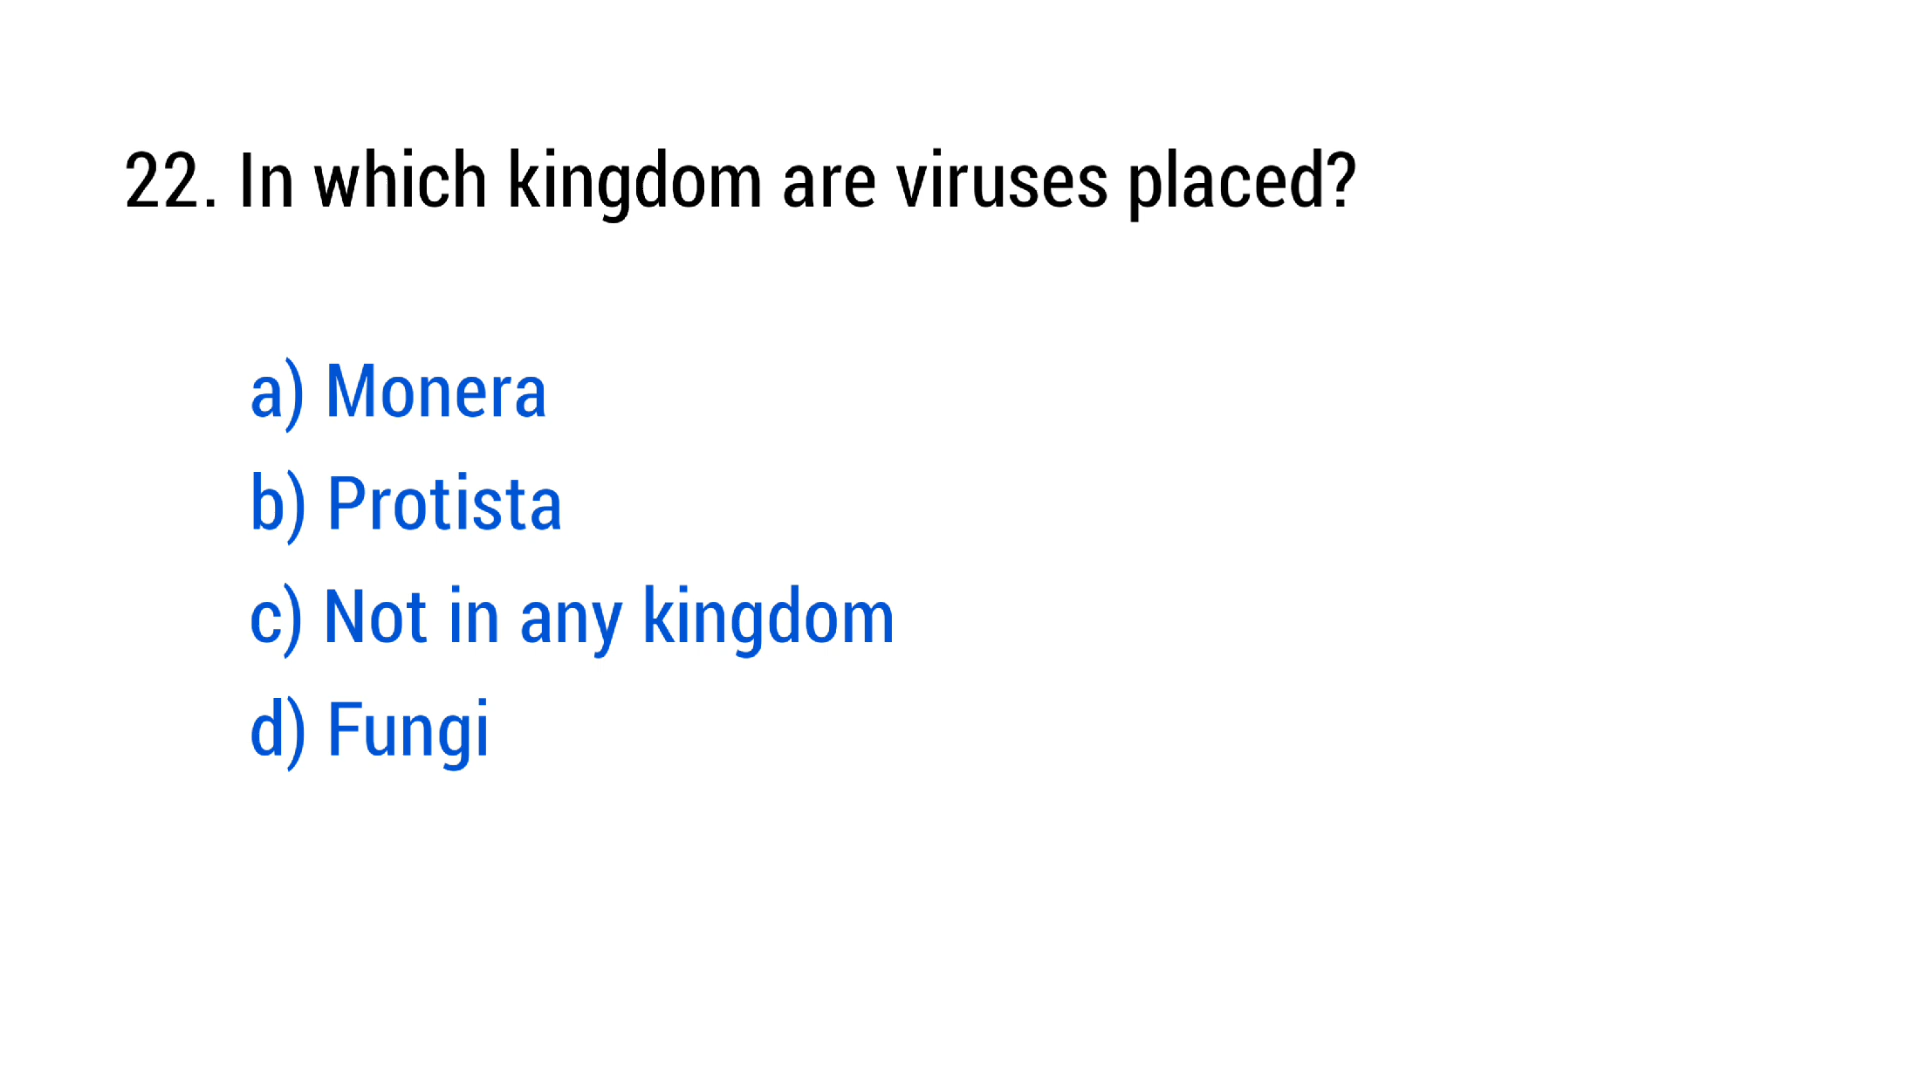 22. In which kingdom are viruses placed?
a) Monera
b) Protista
c) Not in any kingdom
d) Fungi